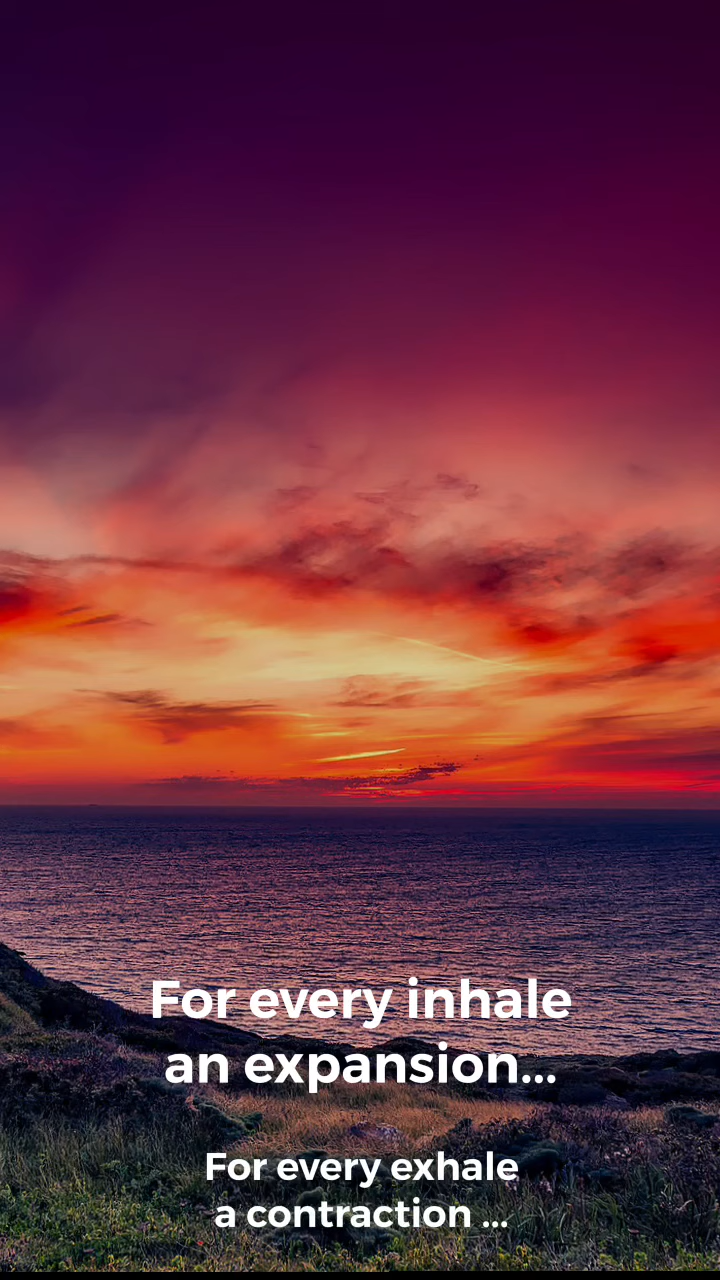 For every inhale
an expansion...
For every exhale
a contraction ...